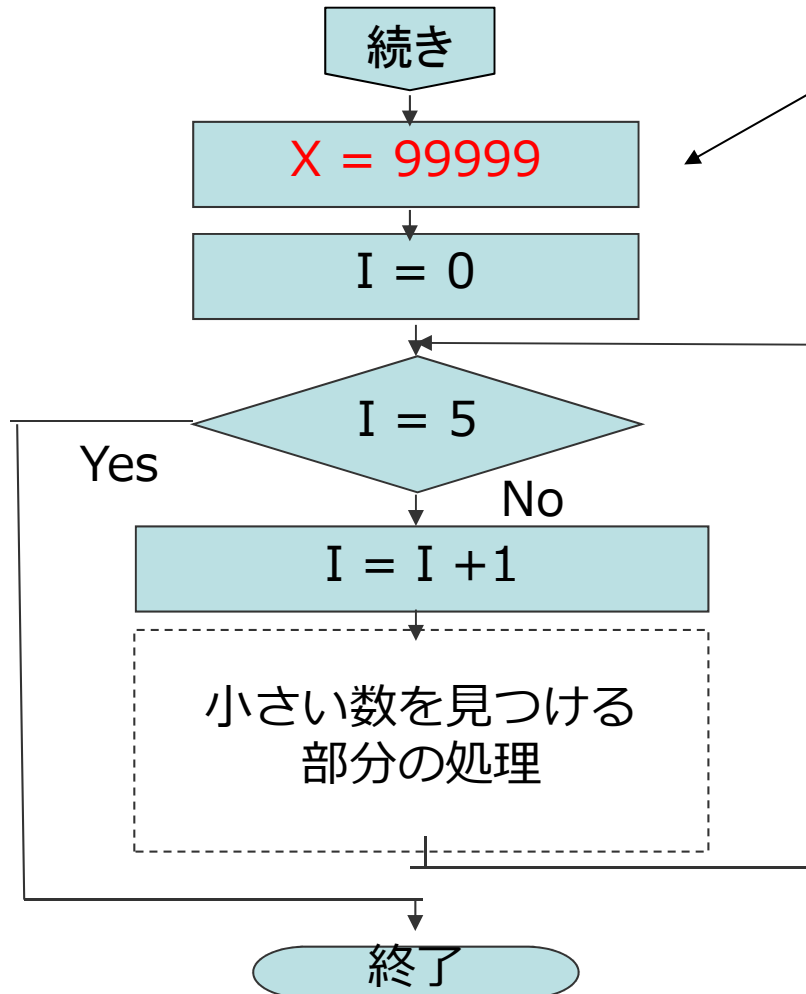 続き
X = 99999
I = 0
I = 5
Yes
No
I = I +1
小さい数を見つける
部分の処理
終了